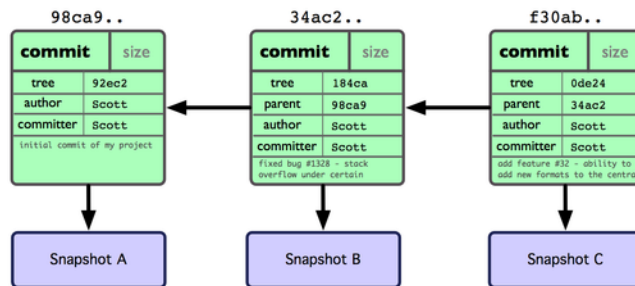 98ca9..
34ac2..
f30ab..
commit size
tree 92ec2
author Scott
committer Scott
initial commit of my project
commit size
tree 184ca
parent 98ca9
author Scott
committer Scott
fixed bug #1328 - stack
overflow under certain
commit size
tree 0de24
parent 34ac2
author Scott
committer Scott
add feature #32 - ability to
add new formats to the centra
Snapshot A
Snapshot B
Snapshot C